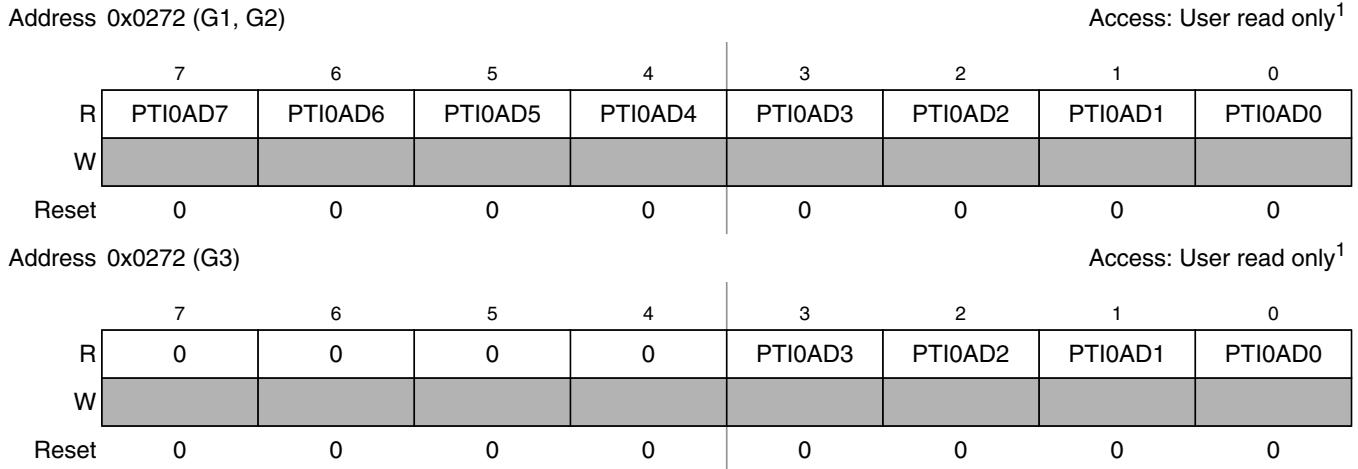 Address 0x0272 (G1, G2) Access: User read only1
7 6 5 4 3 2 1 0
R PTI0AD7 PTI0AD6 PTI0AD5 PTI0AD4 PTI0AD3 PTI0AD2 PTI0AD1 PTI0AD0
W
Reset 0 0 0 0 0 0 0 0
Address 0x0272 (G3) Access: User read only1
7 6 5 4 3 2 1 0
R 0 0 0 0 PTI0AD3 PTI0AD2 PTI0AD1 PTI0AD0
W
Reset 0 0 0 0 0 0 0 0